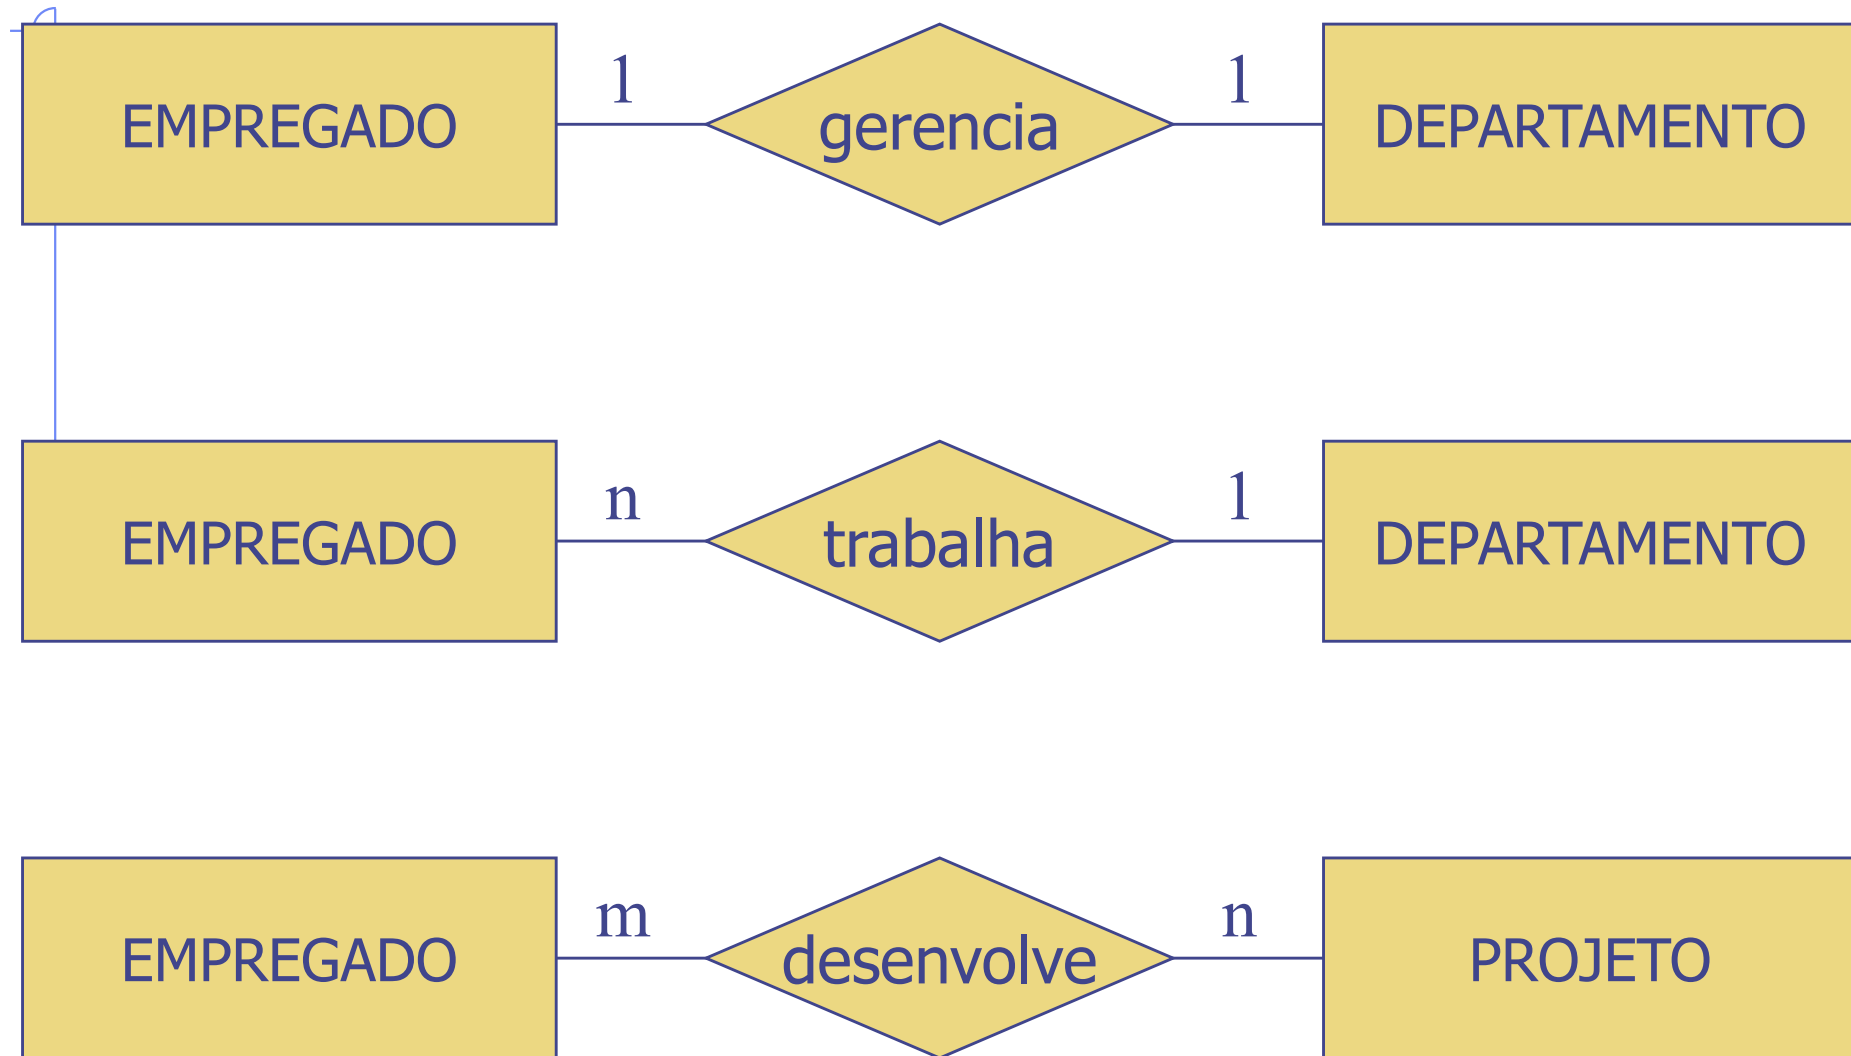 EMPREGADO 1 gerencia 1 DEPARTAMENTO
EMPREGADO n trabalha 1 DEPARTAMENTO
EMPREGADO m desenvolve n PROJETO